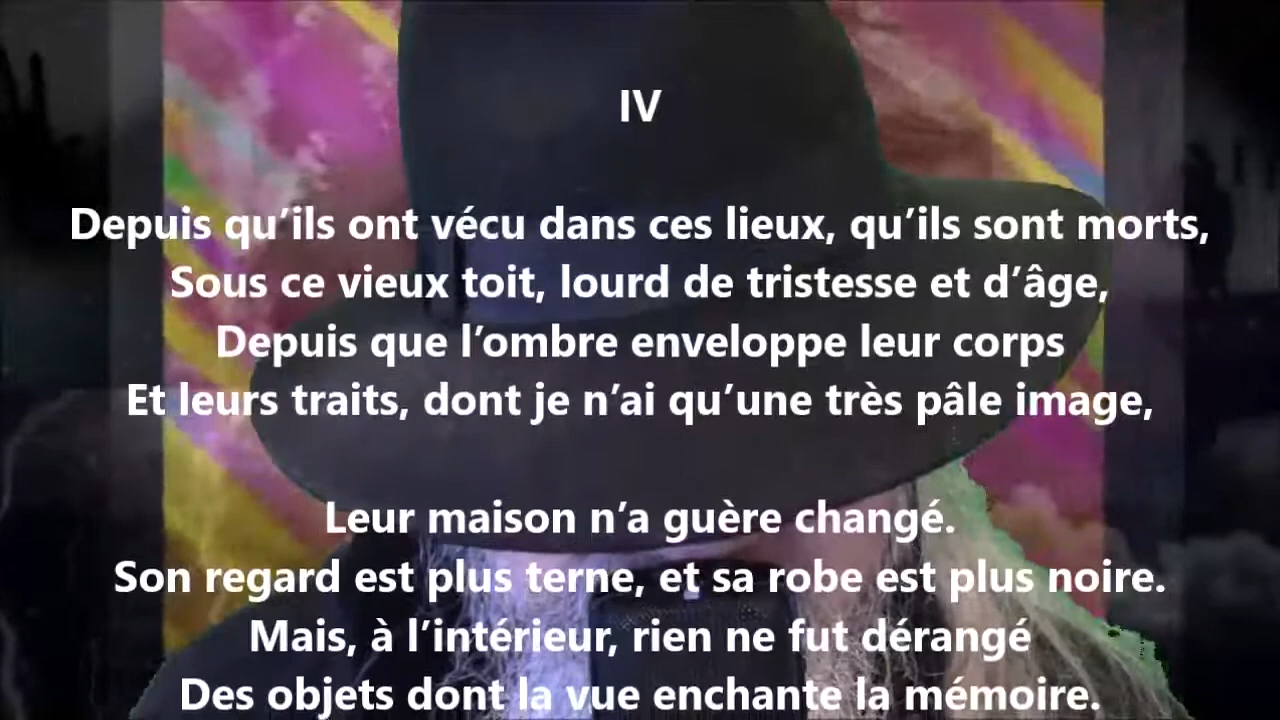 IV
Depuis qu’ils ont vécu dans ces lieux, qu’ils sont morts,
Sous ce vieux toit, lourd de tristesse et d’âge,
Depuis que l’ombre enveloppe leur corps
Et leurs traits, dont je n’ai qu’une très pâle image,
Leur maison n’a guère changé.
Son regard est plus terne, et sa robe est plus noire.
Mais, à l’intérieur, rien ne fut dérangé
Des objets dont la vue enchante la mémoire.